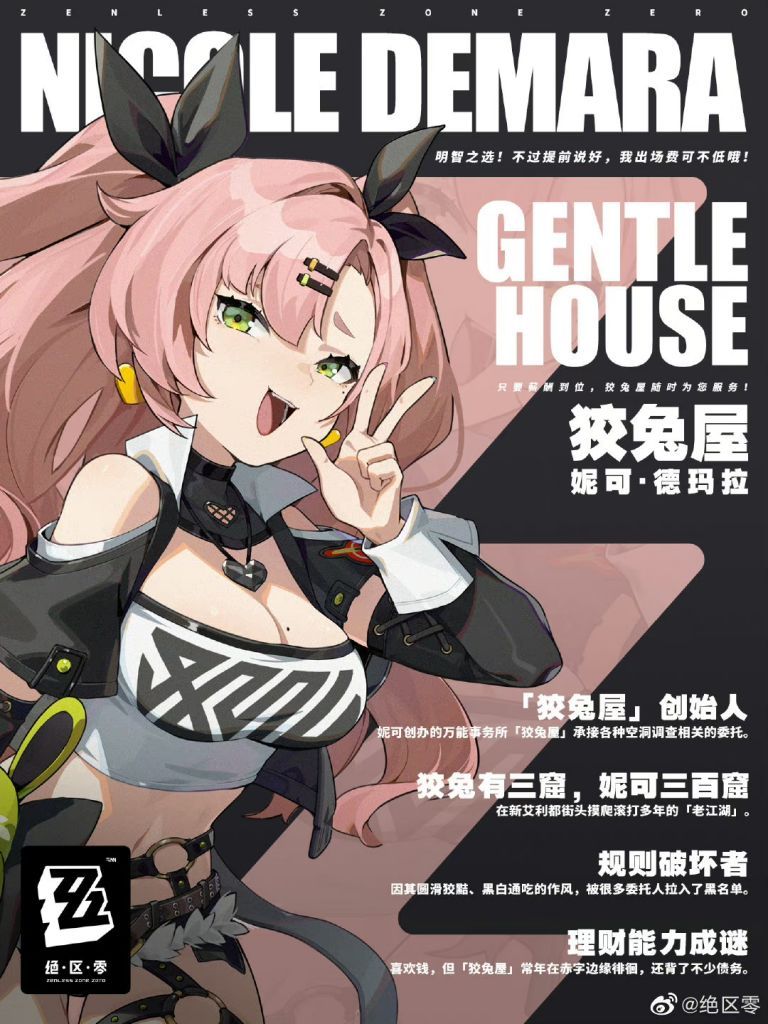 ZENLESS ZONE ZERO
NICOLE DEMARA
明智之选！不过提前说好，我出场费可不低哦！
GENTLE
HOUSE
只要薪酬到位，狡兔屋随时为您服务！
狡兔屋
妮可·德玛拉
「狡兔屋」创始人
妮可创办的万能事务所「狡兔屋」承接各种空洞调查相关的委托。
狡兔有三窟，妮可三百窟
在新艾利都街头摸爬滚打多年的「老江湖」。
规则破坏者
因其圆滑狡黠、黑白通吃的作风，被很多委托人拉入了黑名单。
理财能力成谜
喜欢钱，但「狡兔屋」常年在赤字边缘徘徊，还背了不少债务。
绝·区·零
ZENLESS ZONE ZERO
@绝区零